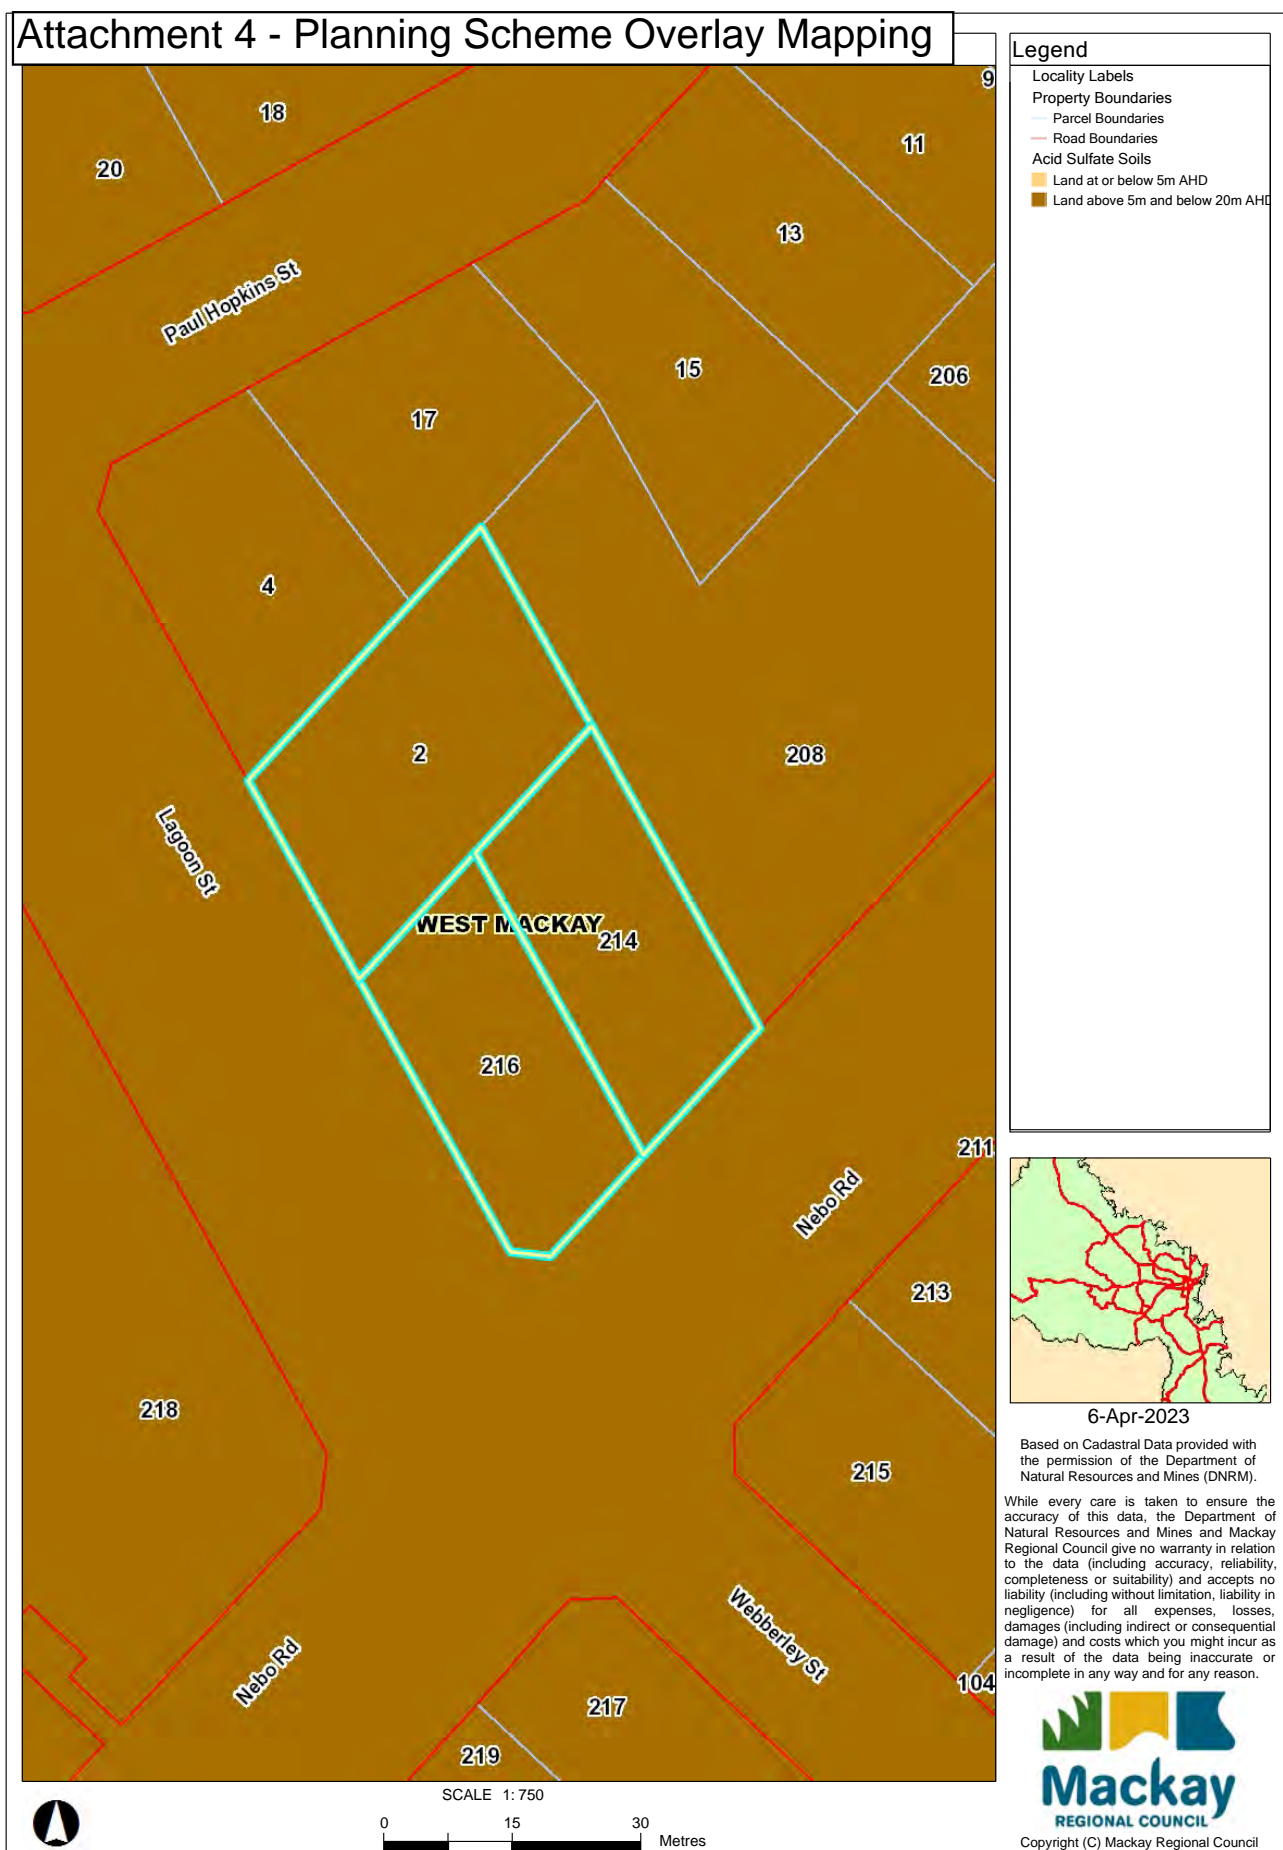 Attachment 4 - Planning Scheme Overlay Mapping
Legend
Locality Labels
Property Boundaries
Parcel Boundaries
Road Boundaries
Acid Sulfate Soils
Land at or below 5m AHD
Land above 5m and below 20m AHD
9
18
11
20
13
Paul Hopkins St
15
206
17
4
2
208
Lagoon St
WEST MACKAY
214
216
211
Nebo Rd
213
218
215
Webberley St
Nebo Rd
104
217
219
6-Apr-2023
Based on Cadastral Data provided with
the permission of the Department of
Natural Resources and Mines (DNRM).
While every care is taken to ensure the
accuracy of this data, the Department of
Natural Resources and Mines and Mackay
Regional Council give no warranty in relation
to the data (including accuracy, reliability,
completeness or suitability) and accepts no
liability (including without limitation, liability in
negligence) for all expenses, losses,
damages (including indirect or consequential
damage) and costs which you might incur as
a result of the data being inaccurate or
incomplete in any way and for any reason.
Mackay
REGIONAL COUNCIL
Copyright (C) Mackay Regional Council
SCALE 1: 750
0 15 30
Metres